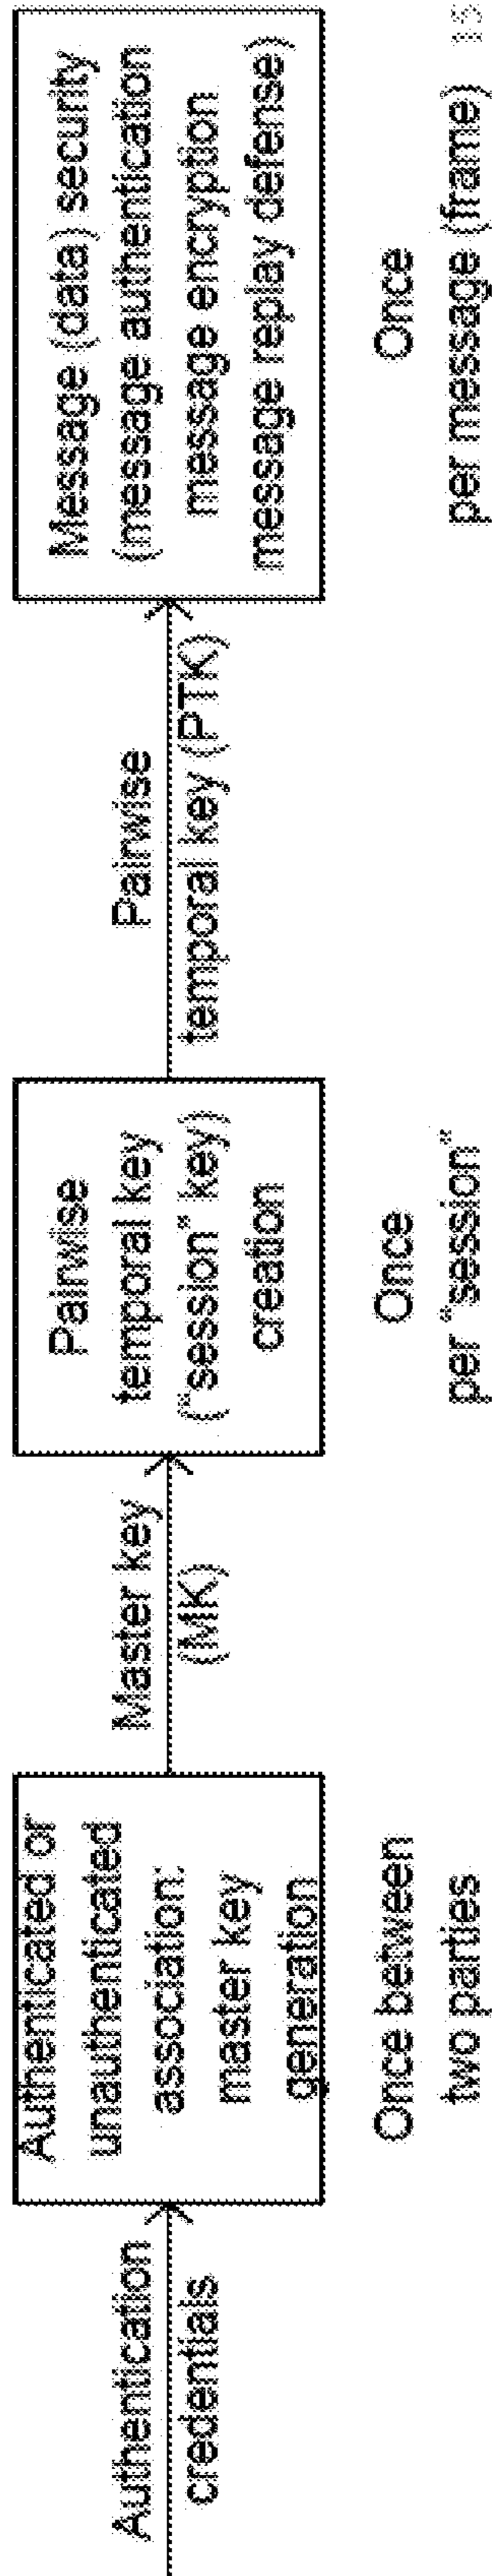 Authentication
credentials
Authenticated or
unauthenticated
association:
master key
generation
Once between
two parties
Master key
(MK)
Pairwise
temporal key
("session" key)
creation
Once
per "session"
Pairwise
temporal key (PTK)
Message (data) security
(message authentication
message encryption
message replay defense)
Once
per message (frame)